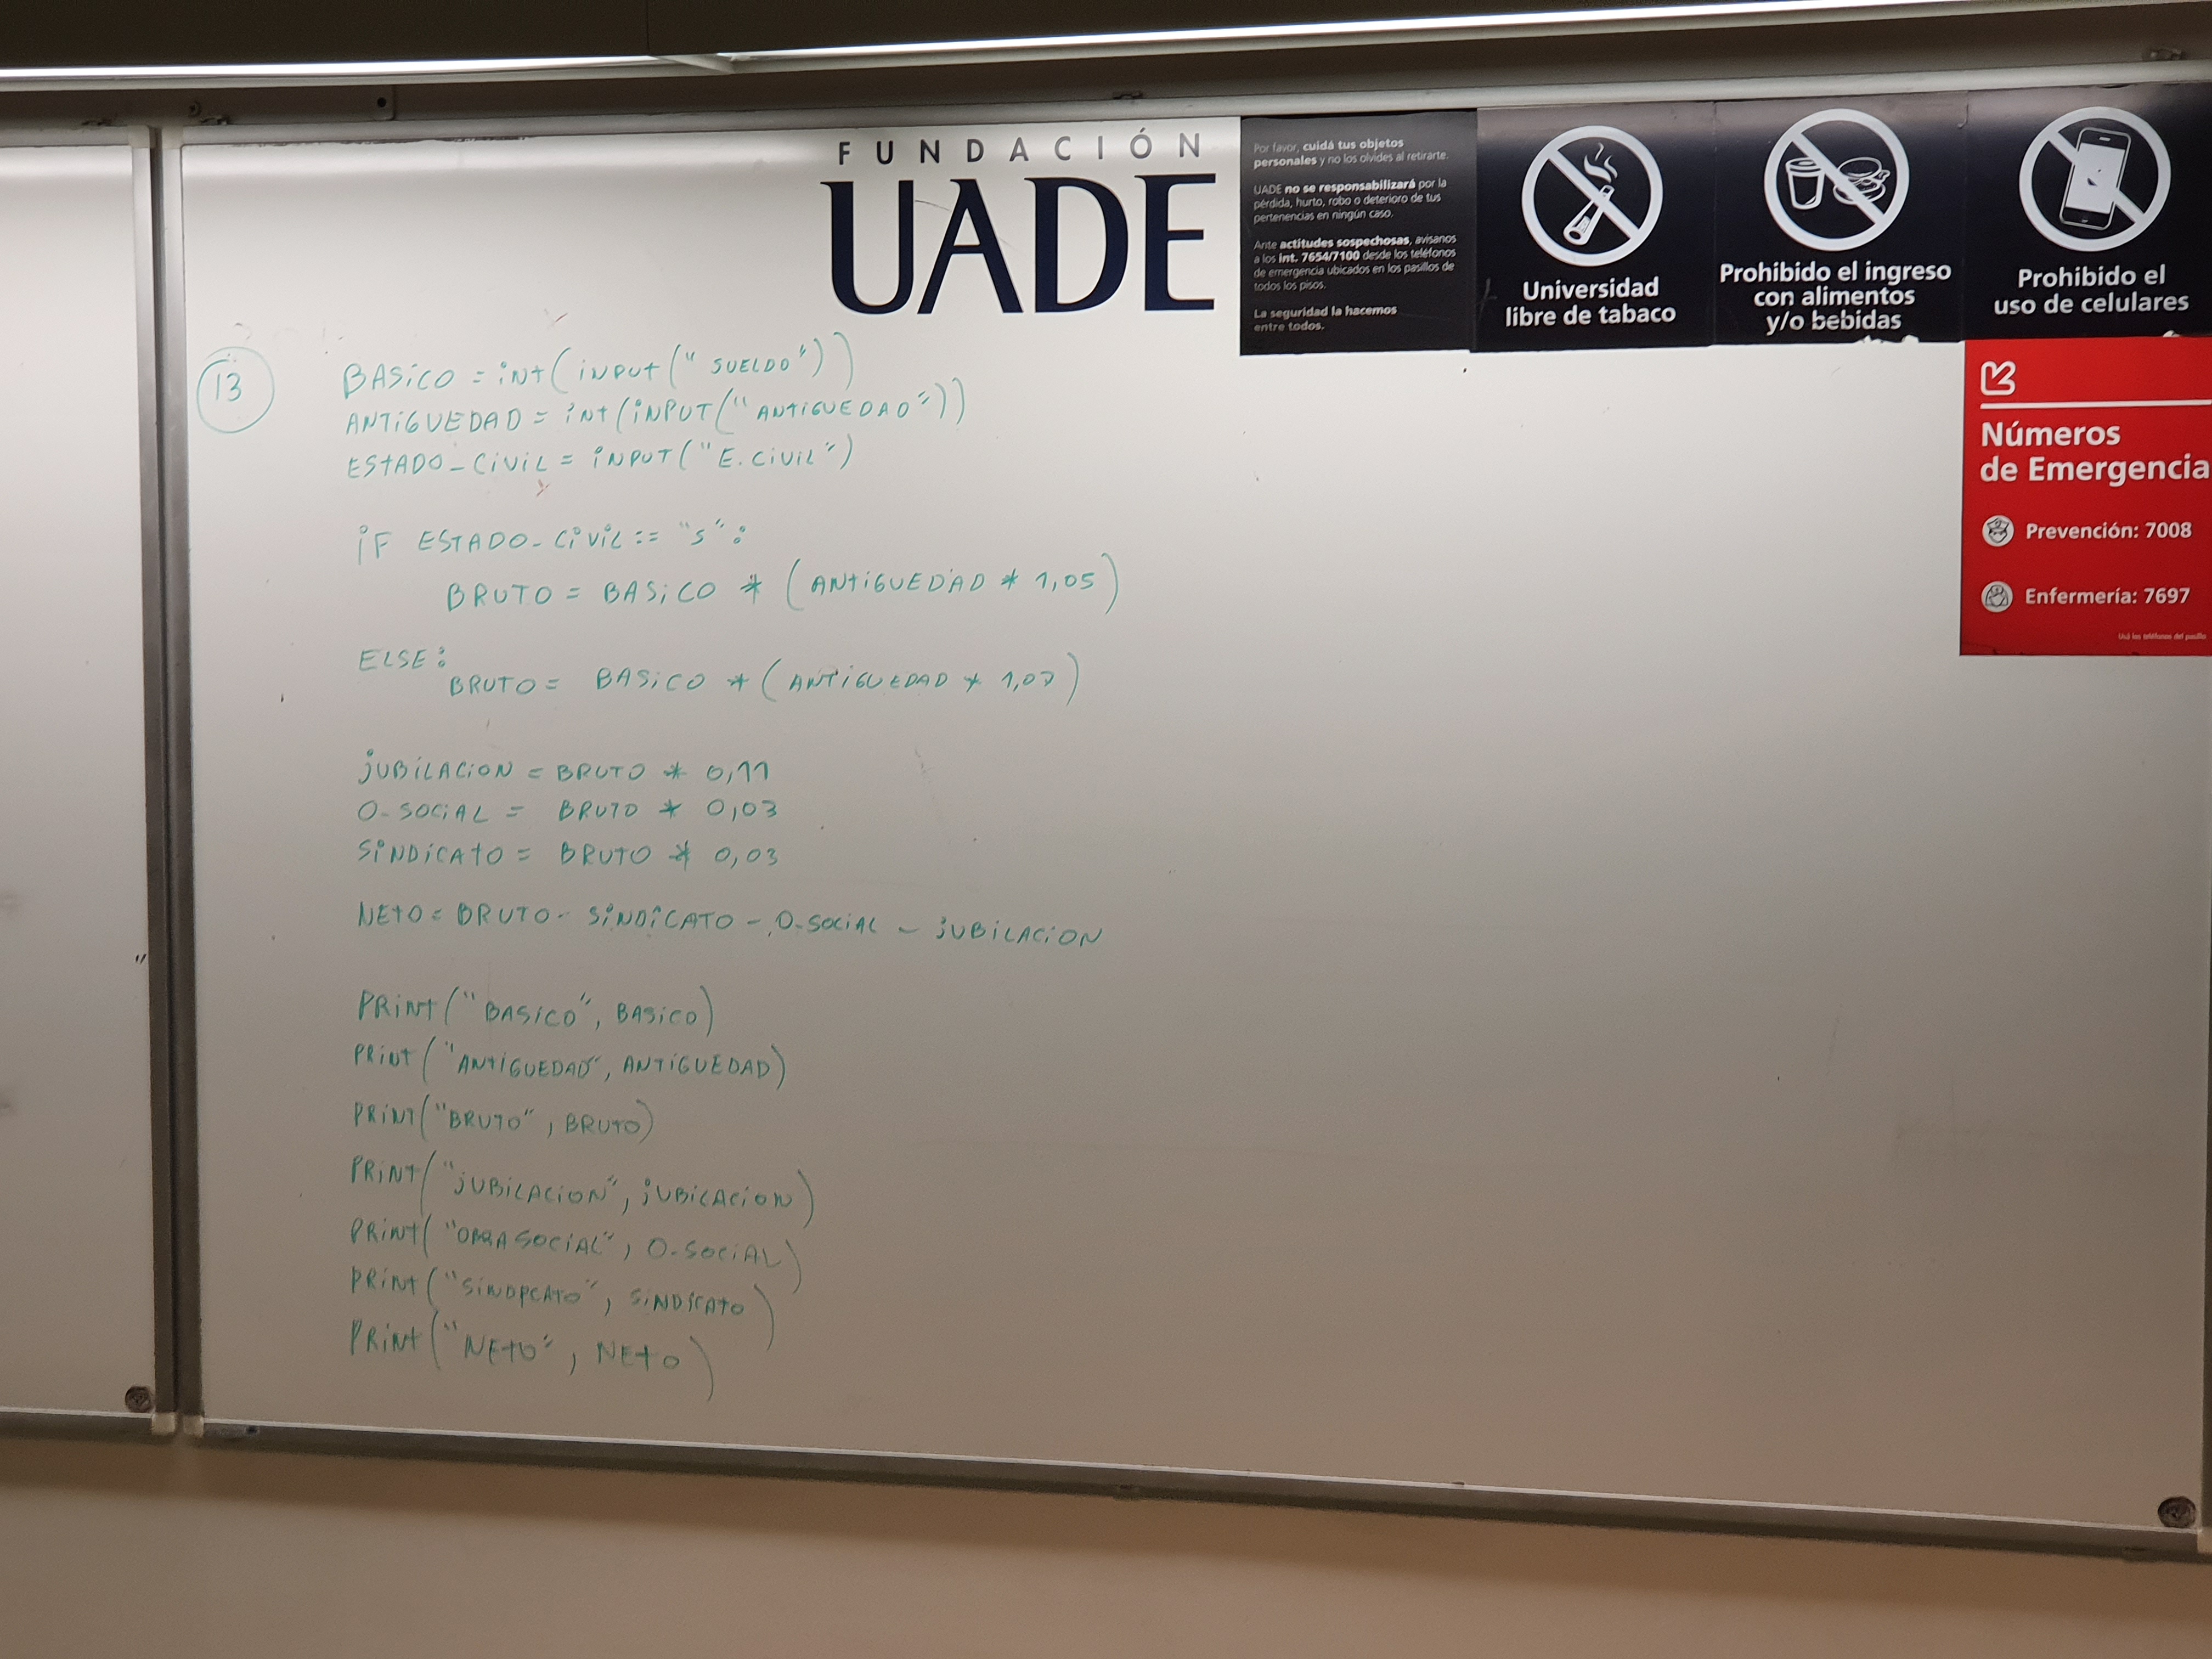 FUNDACIÓN
UADE
Por favor, cuidá tus objetos
personales y no los olvides al retirarte.
UADE no se responsabilizará por la
pérdida, hurto, robo o deterioro de tus
pertenencias en ningún caso.
Ante actitudes sospechosas, avisanos
a los int. 7654/7100 desde los teléfonos
de emergencia ubicados en los pasillos de
todos los pisos.
La seguridad la hacemos
entre todos.
Universidad
libre de tabaco
Prohibido el ingreso
con alimentos
y/o bebidas
Prohibido el
uso de celulares
Números
de Emergencia
Prevención: 7008
Enfermería: 7697
Usá los teléfonos del pasillo
13
BASiCO = iNt (iNPUt (" SUELDO"))
ANtiGUEDAD = iNt (iNPUT ("ANtiGUEDAD"))
EStADO_CiViL = iNPUT ("E. CiViL")
iF ESTADO_CiViL == "S":
BRUTO = BASiCO * (ANtiGUEDAD * 1,05)
ELSE:
BRUTO = BASiCO * (ANTiGUEDAD * 1,07)
jUBiLACiON = BRUTO * 0,11
O_SOCiAL = BRUTO * 0,03
SiNDiCAtO = BRUTO * 0,03
NEtO = BRUTO - SiNDiCATO - O_SOCiAL - jUBiLACiON
PRiNt ("BASiCO", BASiCO)
PRiNt ("ANtiGUEDAD", ANTiGUEDAD)
PRiNT ("BRUTO", BRUtO)
PRiNt ("jUBiLACiON", jUBiLACiON)
PRiNt ("OBRA SOCiAL", O_SOCiAL)
PRiNt ("SiNDiCAtO", SiNDiCAtO)
PRiNt ("NEtO", NEtO)